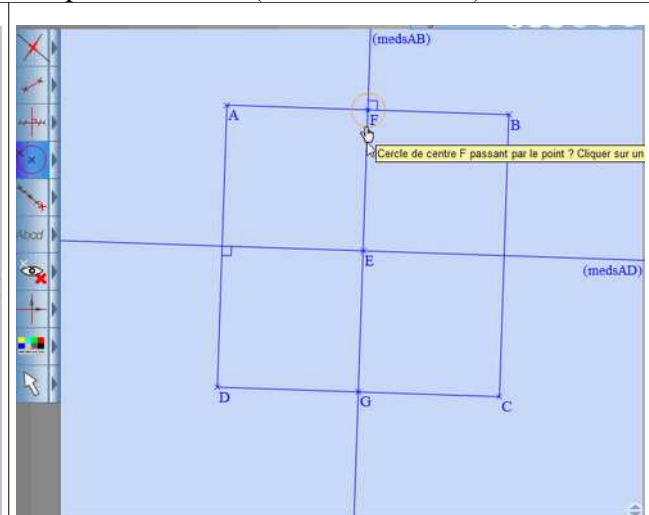 (medsAB)
A
F
B
Cercle de centre F passant par le point ? Cliquer sur un
Abcd
E
(medsAD)
D
G
C